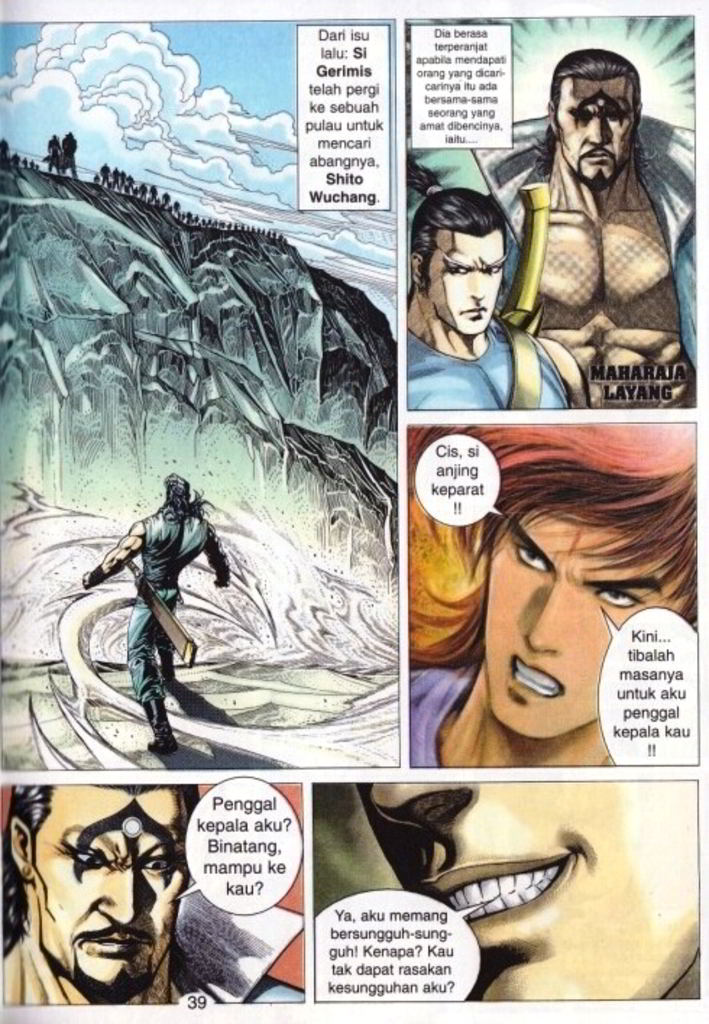 Dari isu
lalu: Si
Gerimis
telah pergi
ke sebuah
pulau untuk
mencari
abangnya,
Shito
Wuchang.
Dia berasa
terperanjat
apabila mendapati
orang yang dicari-
carinya itu ada
bersama-sama
seorang yang
amat dibencinya,
iaitu....
MAHARAJA
LAYANG
Cis, si
anjing
keparat
!!
Kini...
tibalah
masanya
untuk aku
penggal
kepala kau
!!
Penggal
kepala aku?
Binatang,
mampu ke
kau?
Ya, aku memang
bersungguh-sung-
guh! Kenapa? Kau
tak dapat rasakan
kesungguhan aku?
39